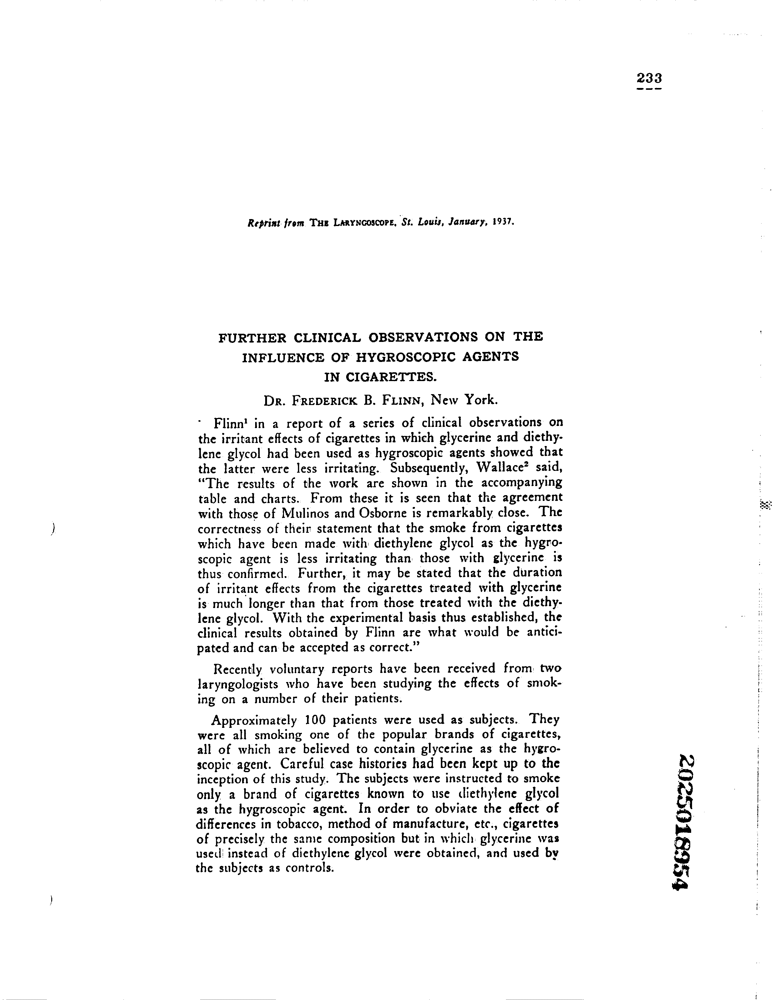 233
Reprint from THE LARYNGOSCOPE, St. Louis, January, 1937.
FURTHER CLINICAL OBSERVATIONS ON THE
INFLUENCE OF HYGROSCOPIC AGENTS
IN CIGARETTES.
DR. FREDERICK B. FLINN, New York.
Flinn¹ in a report of a series of clinical observations on
the irritant effects of cigarettes in which glycerine and diethy-
lene glycol had been used as hygroscopic agents showed that
the latter were less irritating. Subsequently, Wallace² said,
"The results of the work are shown in the accompanying
table and charts. From these it is seen that the agreement
with those of Mulinos and Osborne is remarkably close. The
correctness of their statement that the smoke from cigarettes
which have been made with diethylene glycol as the hygro-
scopic agent is less irritating than those with glycerine is
thus confirmed. Further, it may be stated that the duration
of irritant effects from the cigarettes treated with glycerine
is much longer than that from those treated with the diethy-
lene glycol. With the experimental basis thus established, the
clinical results obtained by Flinn are what would be antici-
pated and can be accepted as correct."
Recently voluntary reports have been received from two
laryngologists who have been studying the effects of smok-
ing on a number of their patients.
Approximately 100 patients were used as subjects. They
were all smoking one of the popular brands of cigarettes,
all of which are believed to contain glycerine as the hygro-
scopic agent. Careful case histories had been kept up to the
inception of this study. The subjects were instructed to smoke
only a brand of cigarettes known to use diethylene glycol
as the hygroscopic agent. In order to obviate the effect of
differences in tobacco, method of manufacture, etc., cigarettes
of precisely the same composition but in which glycerine was
used instead of diethylene glycol were obtained, and used by
the subjects as controls.
2025018954